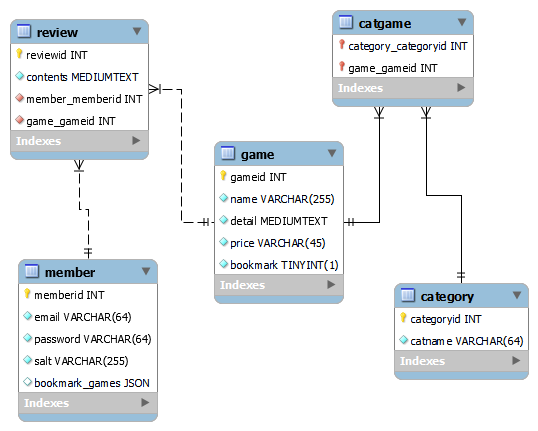 review
reviewid INT
contents MEDIUMTEXT
member_memberid INT
game_gameid INT
Indexes
catgame
category_categoryid INT
game_gameid INT
Indexes
game
gameid INT
name VARCHAR(255)
detail MEDIUMTEXT
price VARCHAR(45)
bookmark TINYINT(1)
Indexes
member
memberid INT
email VARCHAR(64)
password VARCHAR(64)
salt VARCHAR(255)
bookmark_games JSON
Indexes
category
categoryid INT
catname VARCHAR(64)
Indexes